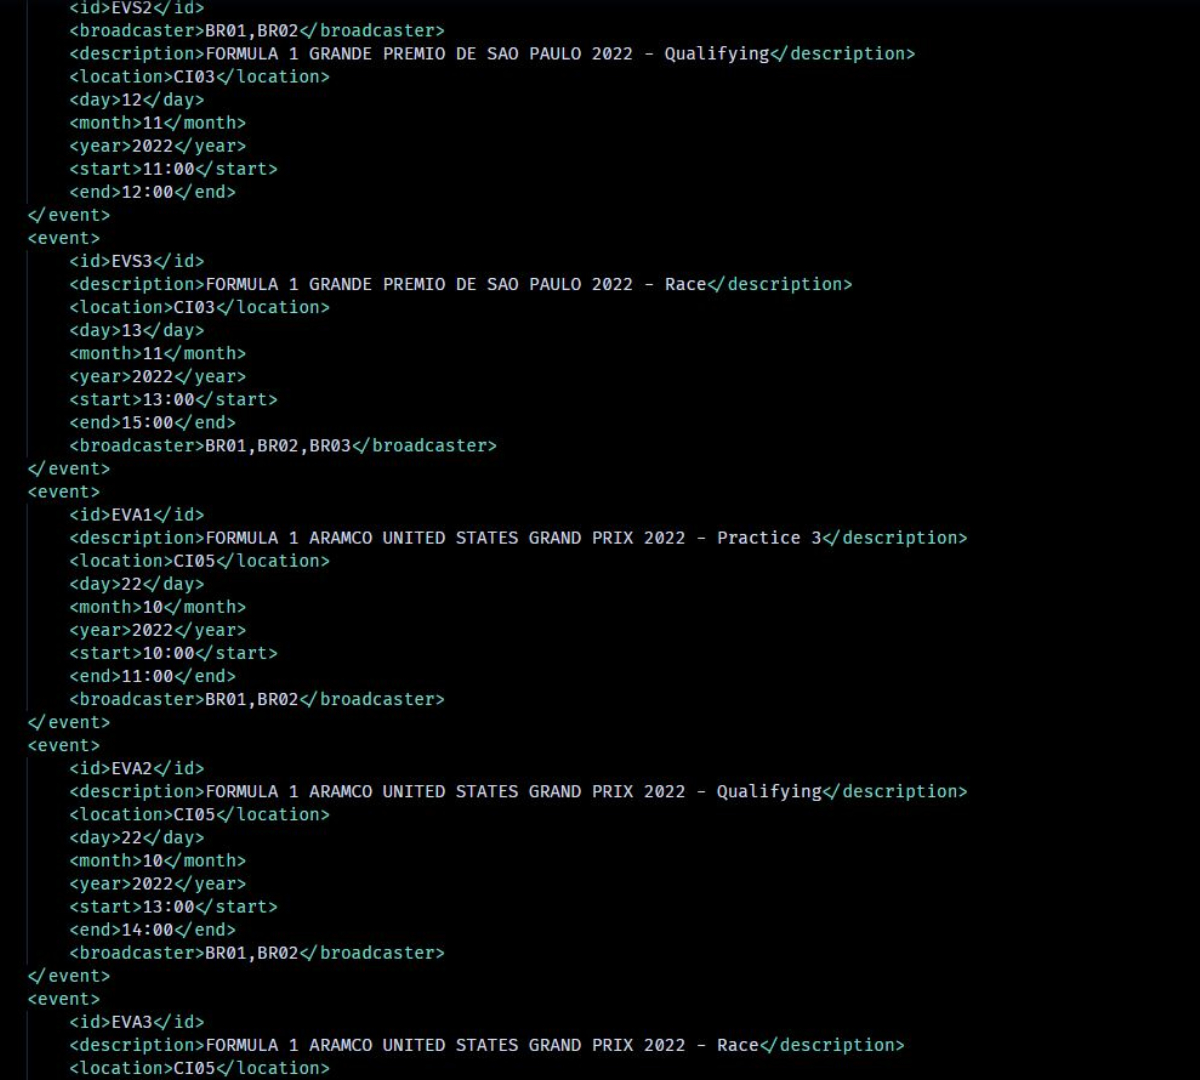 <id>EVS2</id>
<broadcaster>BR01,BR02</broadcaster>
<description>FORMULA 1 GRANDE PREMIO DE SAO PAULO 2022 - Qualifying</description>
<location>CI03</location>
<day>12</day>
<month>11</month>
<year>2022</year>
<start>11:00</start>
<end>12:00</end>
</event>
<event>
<id>EVS3</id>
<description>FORMULA 1 GRANDE PREMIO DE SAO PAULO 2022 - Race</description>
<location>CI03</location>
<day>13</day>
<month>11</month>
<year>2022</year>
<start>13:00</start>
<end>15:00</end>
<broadcaster>BR01,BR02,BR03</broadcaster>
</event>
<event>
<id>EVA1</id>
<description>FORMULA 1 ARAMCO UNITED STATES GRAND PRIX 2022 - Practice 3</description>
<location>CI05</location>
<day>22</day>
<month>10</month>
<year>2022</year>
<start>10:00</start>
<end>11:00</end>
<broadcaster>BR01,BR02</broadcaster>
</event>
<event>
<id>EVA2</id>
<description>FORMULA 1 ARAMCO UNITED STATES GRAND PRIX 2022 - Qualifying</description>
<location>CI05</location>
<day>22</day>
<month>10</month>
<year>2022</year>
<start>13:00</start>
<end>14:00</end>
<broadcaster>BR01,BR02</broadcaster>
</event>
<event>
<id>EVA3</id>
<description>FORMULA 1 ARAMCO UNITED STATES GRAND PRIX 2022 - Race</description>
<location>CI05</location>